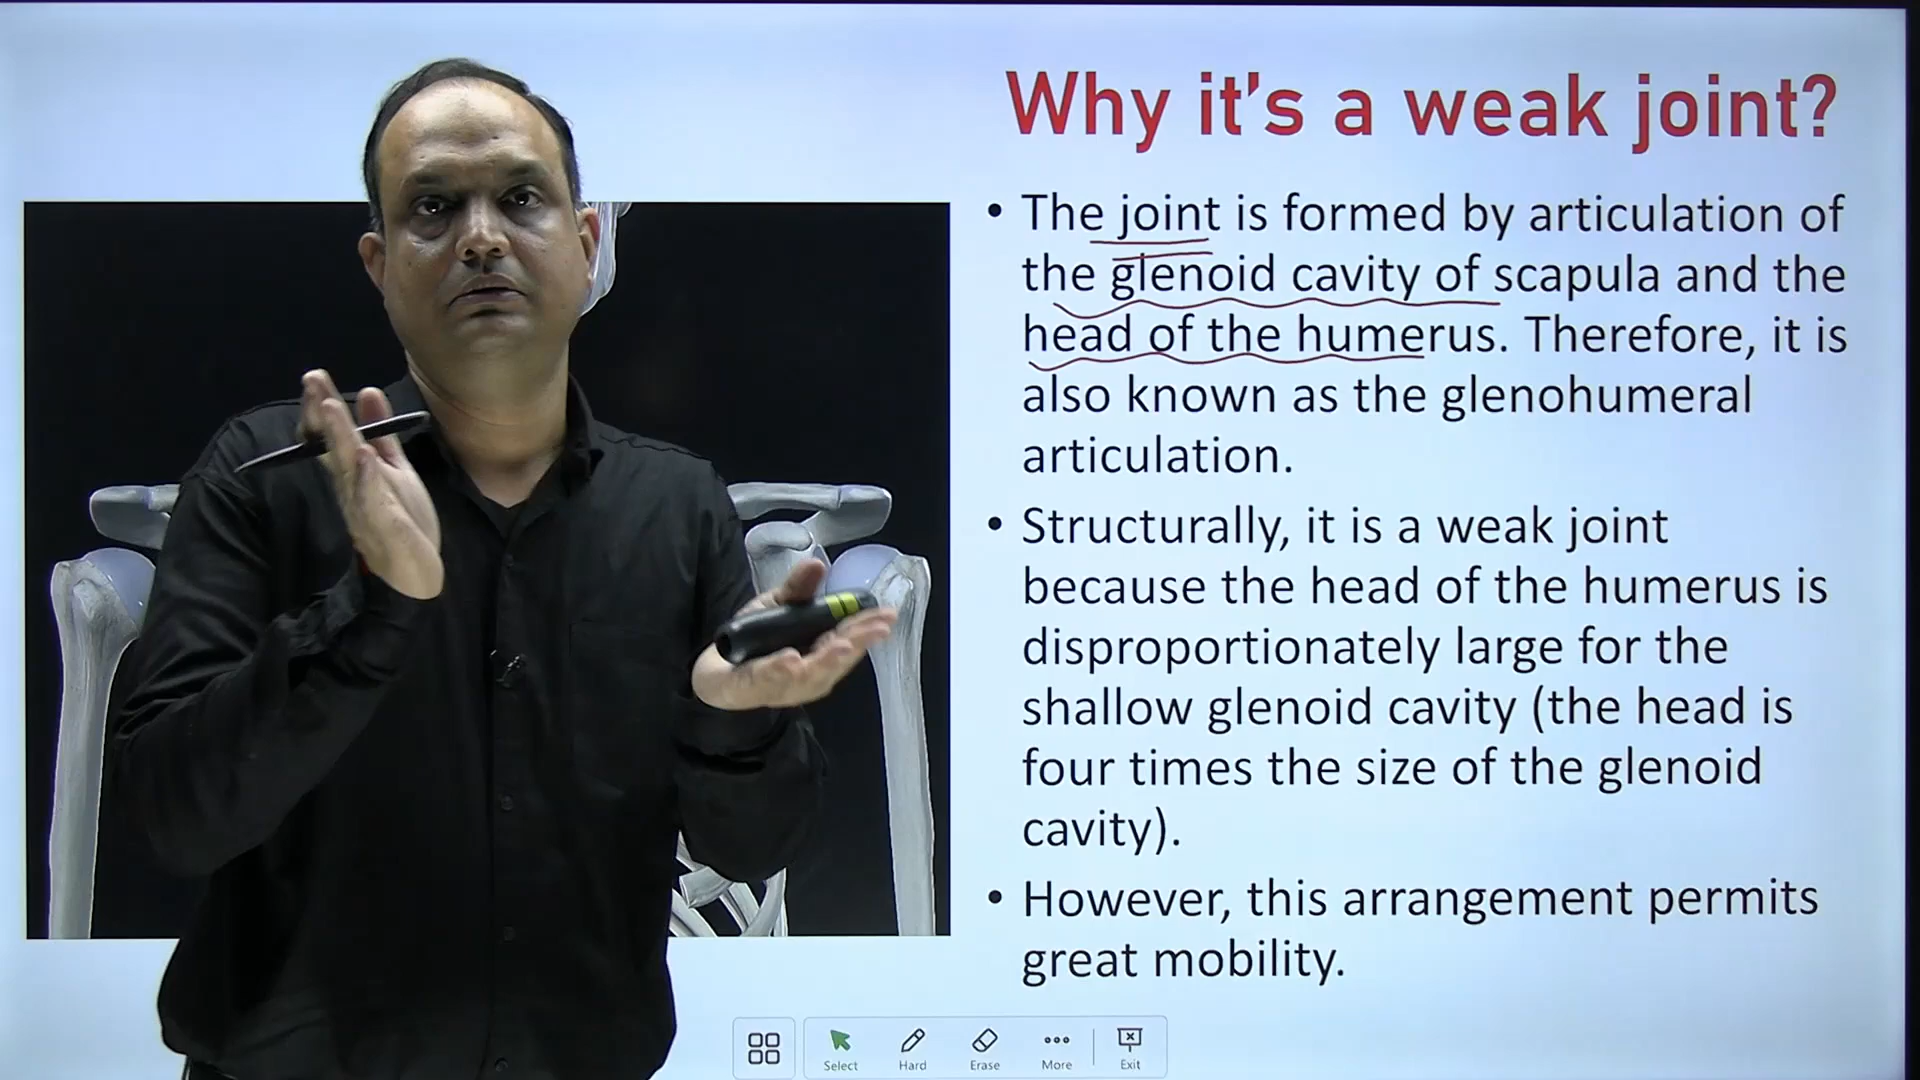 Why it's a weak joint?
• The joint is formed by articulation of
the glenoid cavity of scapula and the
head of the humerus. Therefore, it is
also known as the glenohumeral
articulation.
• Structurally, it is a weak joint
because the head of the humerus is
disproportionately large for the
shallow glenoid cavity (the head is
four times the size of the glenoid
cavity).
• However, this arrangement permits
great mobility.
Select Hard Erase More Exit